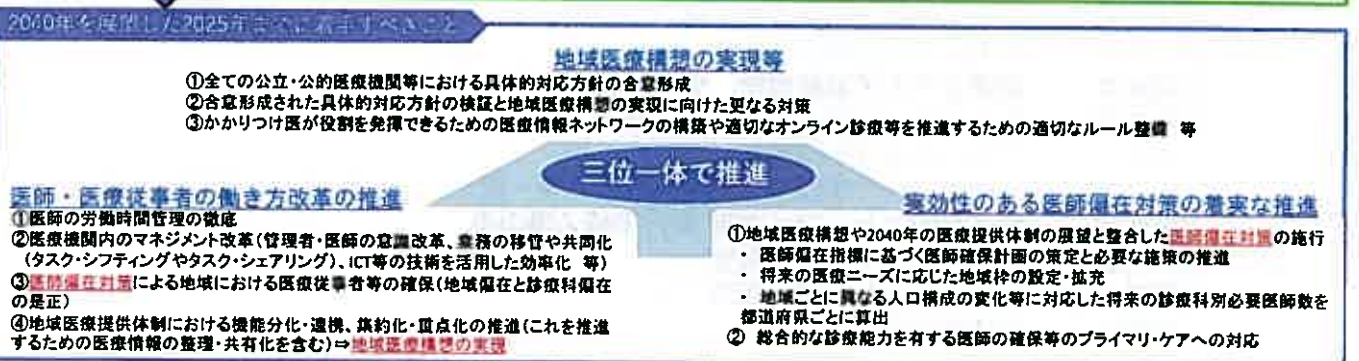 2040年を展望した2025年までに着手すべきこと
地域医療構想の実現等
①全ての公立・公的医療機関等における具体的対応方針の合意形成
②合意形成された具体的対応方針の検証と地域医療構想の実現に向けた更なる対策
③かかりつけ医が役割を発揮できるための医療情報ネットワークの構築や適切なオンライン診療等を推進するための適切なルール整備 等
三位一体で推進
医師・医療従事者の働き方改革の推進
①医師の労働時間管理の徹底
②医療機関内のマネジメント改革(管理者・医師の意識改革、業務の移管や共同化
(タスク・シフティングやタスク・シェアリング)、ICT等の技術を活用した効率化 等)
③医師偏在対策による地域における医療従事者等の確保(地域偏在と診療科偏在
の是正)
④地域医療提供体制における機能分化・連携、集約化・重点化の推進(これを推進
するための医療情報の整理・共有化を含む)⇒地域医療構想の実現
実効性のある医師偏在対策の着実な推進
①地域医療構想や2040年の医療提供体制の展望と整合した医師偏在対策の施行
・ 医師偏在指標に基づく医師確保計画の策定と必要な施策の推進
・ 将来の医療ニーズに応じた地域枠の設定・拡充
・ 地域ごとに異なる人口構成の変化等に対応した将来の診療科別必要医師数を
都道府県ごとに算出
② 総合的な診療能力を有する医師の確保等のプライマリ・ケアへの対応